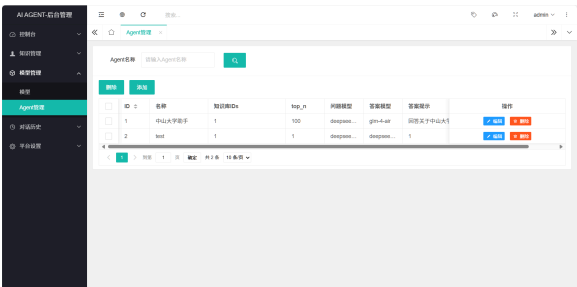 AI AGENT-后台管理
搜索...
admin
控制台
Agent管理
知识管理
Agent名称 请输入Agent名称
模型管理
删除 添加
模型
ID 名称 知识库IDs top_n 问题模型 答案模型 答案提示 操作
Agent管理
1 中山大学助手 1 100 deepsee... glm-4-air 回答关于中山大学 编辑 删除
对话历史
2 test 1 1 deepsee... deepsee... 1 编辑 删除
平台设置
1 到第 1 页 确定 共 2 条 10 条/页